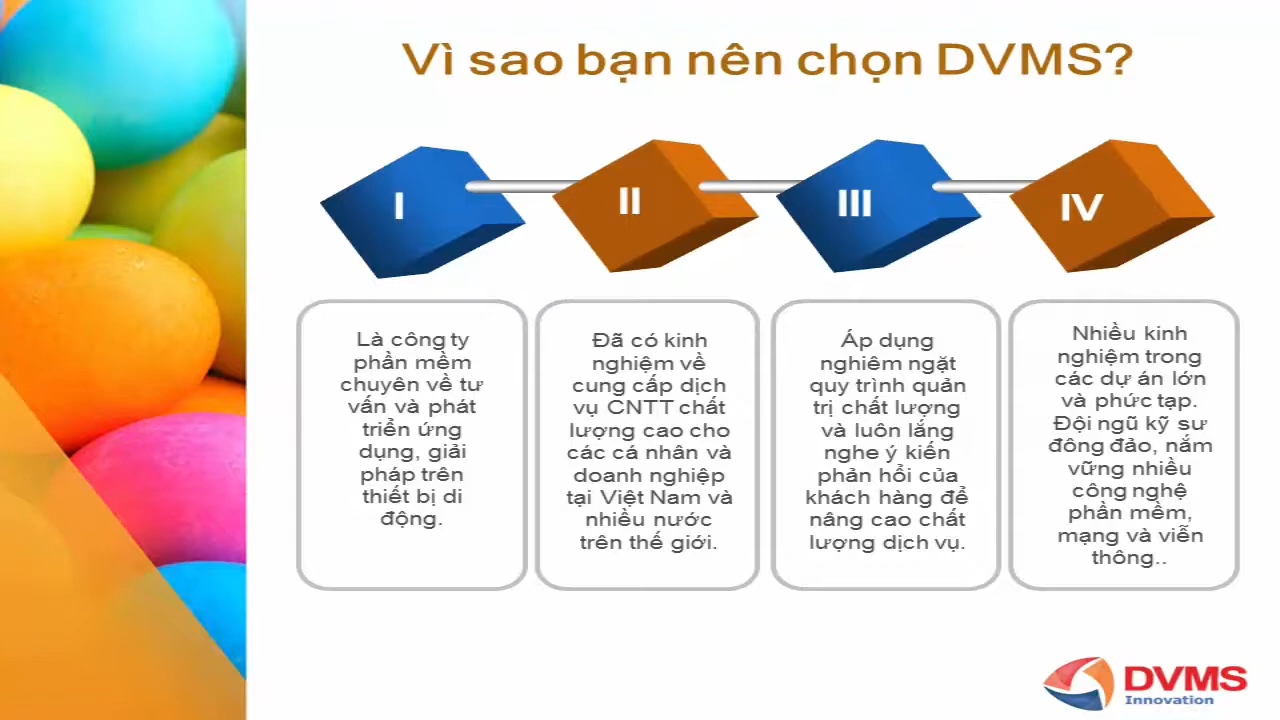 Vì sao bạn nên chọn DVMS?
I
II
III
IV
Là công ty
phần mềm
chuyên về tư
vấn và phát
triển ứng
dụng, giải
pháp trên
thiết bị di
động.
Đã có kinh
nghiệm về
cung cấp dịch
vụ CNTT chất
lượng cao cho
các cá nhân và
doanh nghiệp
tại Việt Nam và
nhiều nước
trên thế giới.
Áp dụng
nghiêm ngặt
quy trình quản
trị chất lượng
và luôn lắng
nghe ý kiến
phản hồi của
khách hàng để
nâng cao chất
lượng dịch vụ.
Nhiều kinh
nghiệm trong
các dự án lớn
và phức tạp.
Đội ngũ kỹ sư
đông đảo, nắm
vững nhiều
công nghệ
phần mềm,
mạng và viễn
thông..
DVMS
Innovation